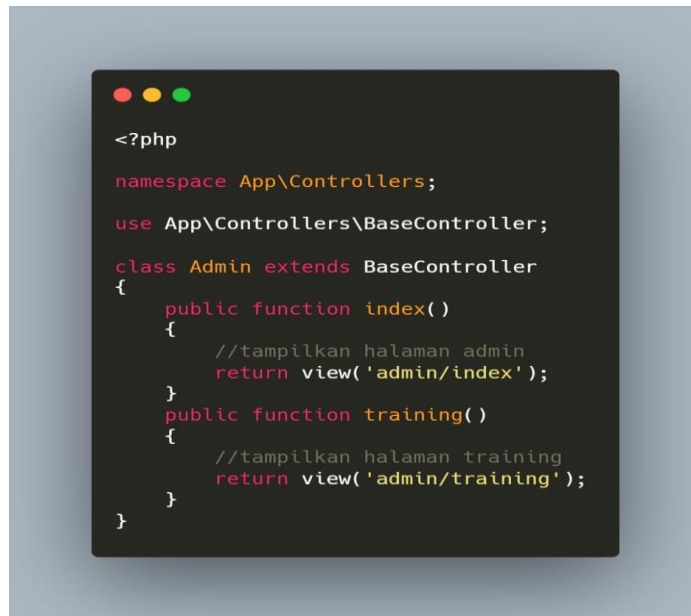 <?php
namespace App\Controllers;
use App\Controllers\BaseController;
class Admin extends BaseController
{
    public function index()
    {
        //tampilkan halaman admin
        return view('admin/index');
    }
    public function training()
    {
        //tampilkan halaman training
        return view('admin/training');
    }
}